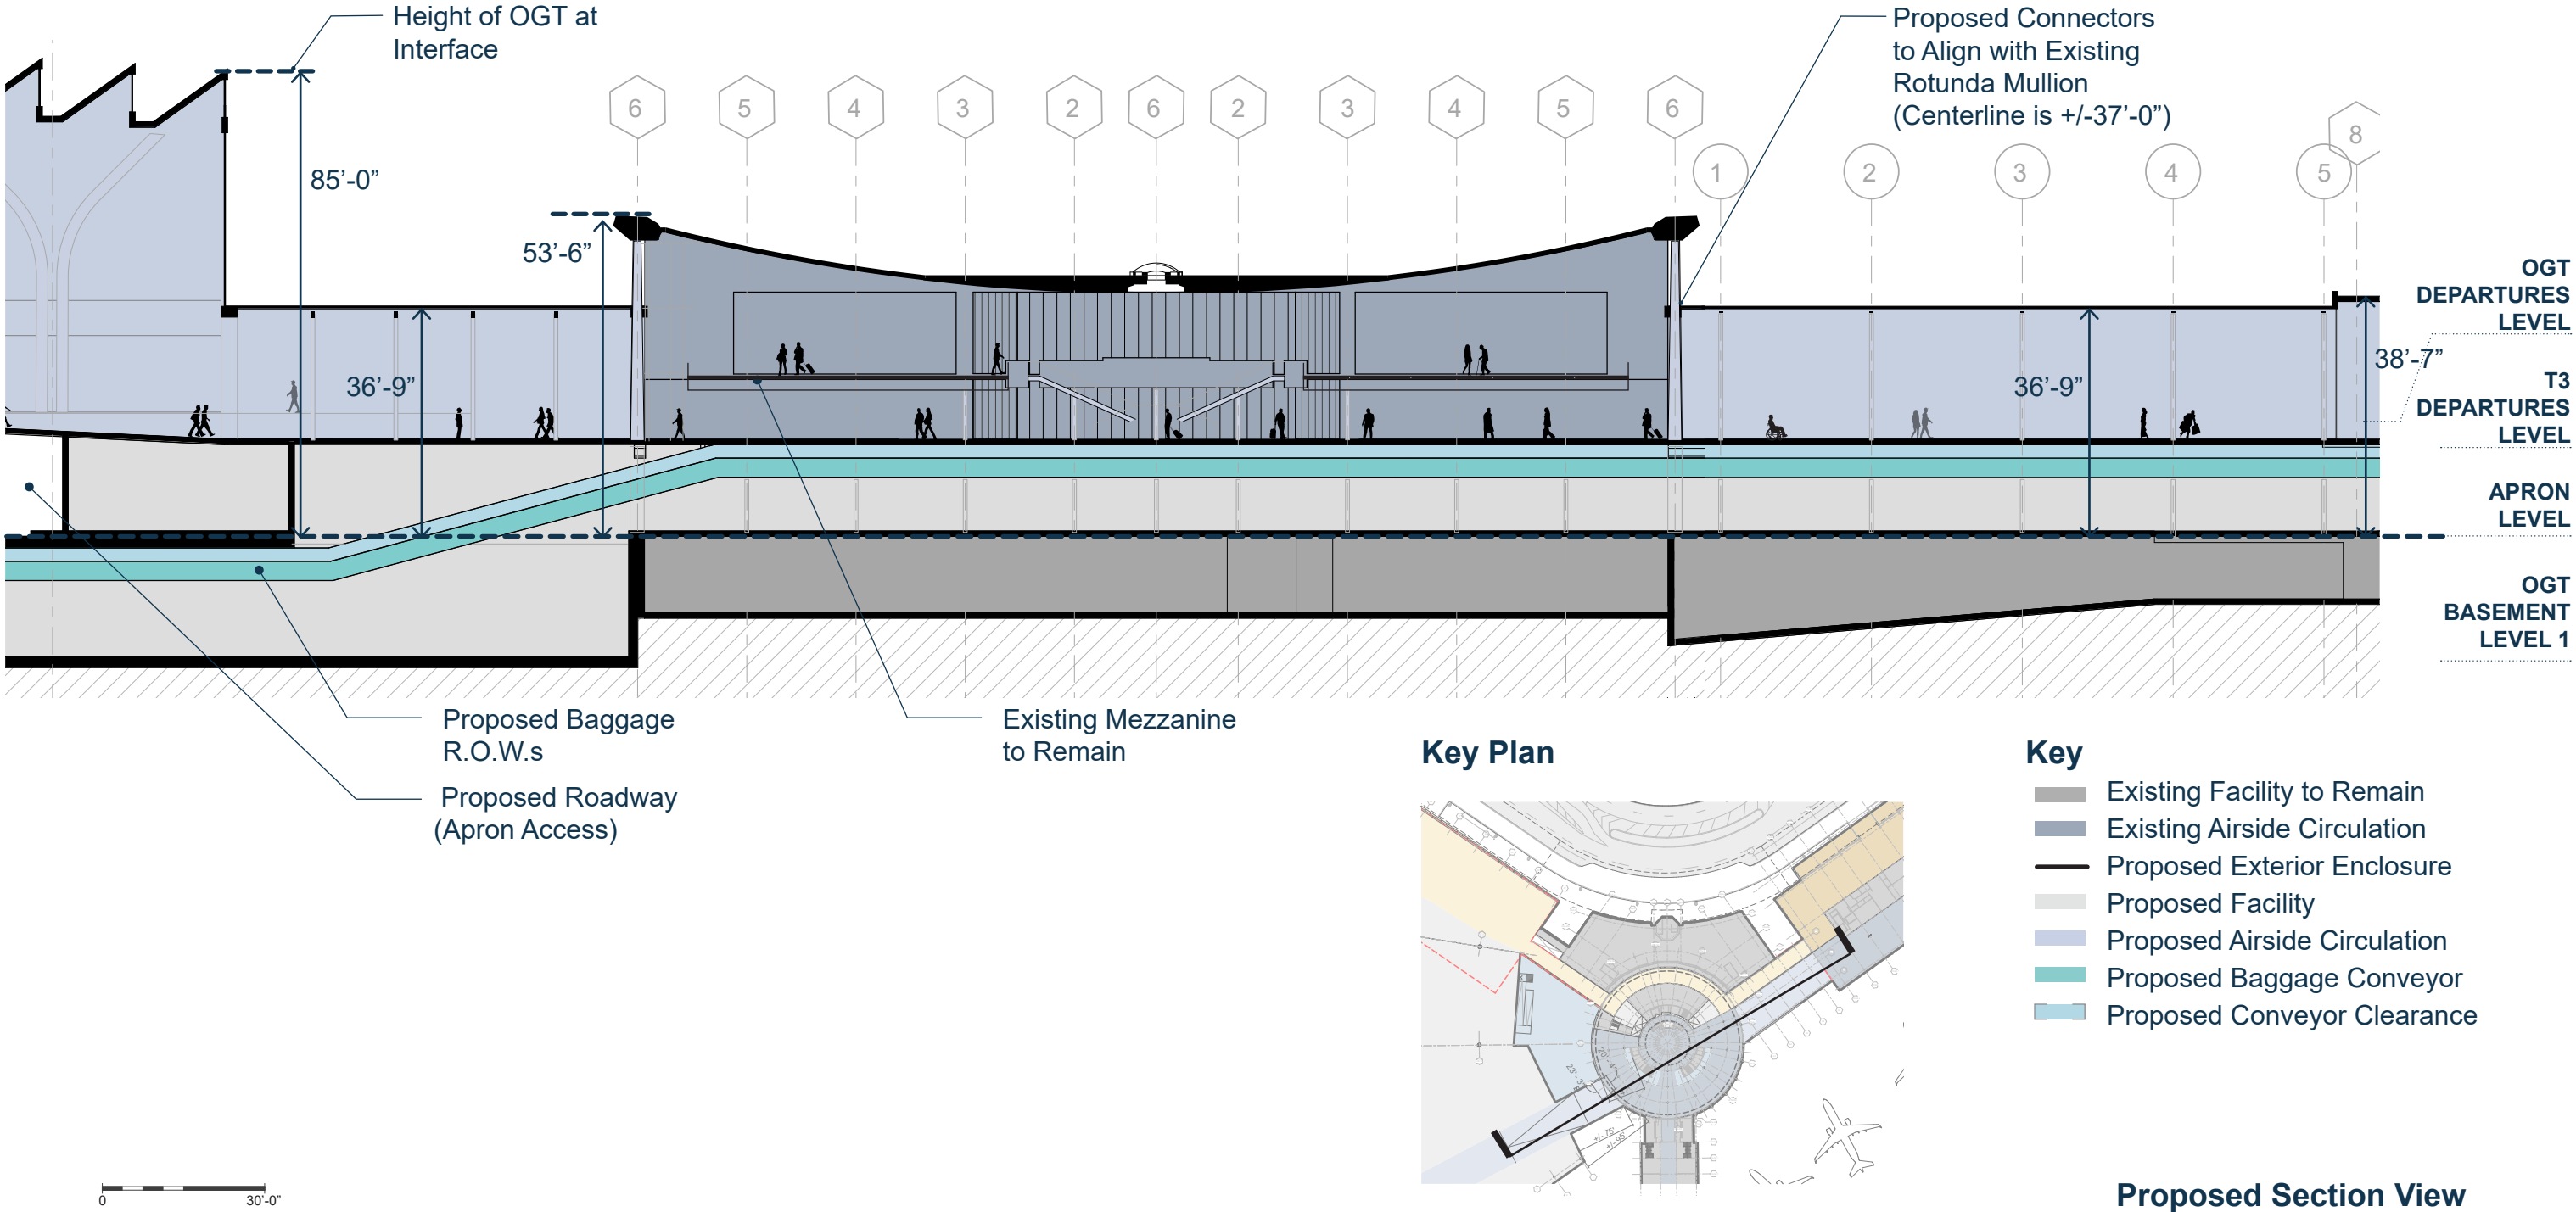 Height of OGT at
Interface
Proposed Connectors
to Align with Existing
Rotunda Mullion
(Centerline is +/-37’-0”)
6 5 4 3 2 6 2 3 4 5 6
8
1 2 3 4 5
85’-0”
53’-6”
36’-9”
36’-9”
38’-7”
OGT
DEPARTURES
LEVEL
T3
DEPARTURES
LEVEL
APRON
LEVEL
OGT
BASEMENT
LEVEL 1
Proposed Baggage
R.O.W.s
Proposed Roadway
(Apron Access)
Existing Mezzanine
to Remain
Key Plan
+/- 75'
+/- 95'
Key
Existing Facility to Remain
Existing Airside Circulation
Proposed Exterior Enclosure
Proposed Facility
Proposed Airside Circulation
Proposed Baggage Conveyor
Proposed Conveyor Clearance
0 30’-0”
Proposed Section View